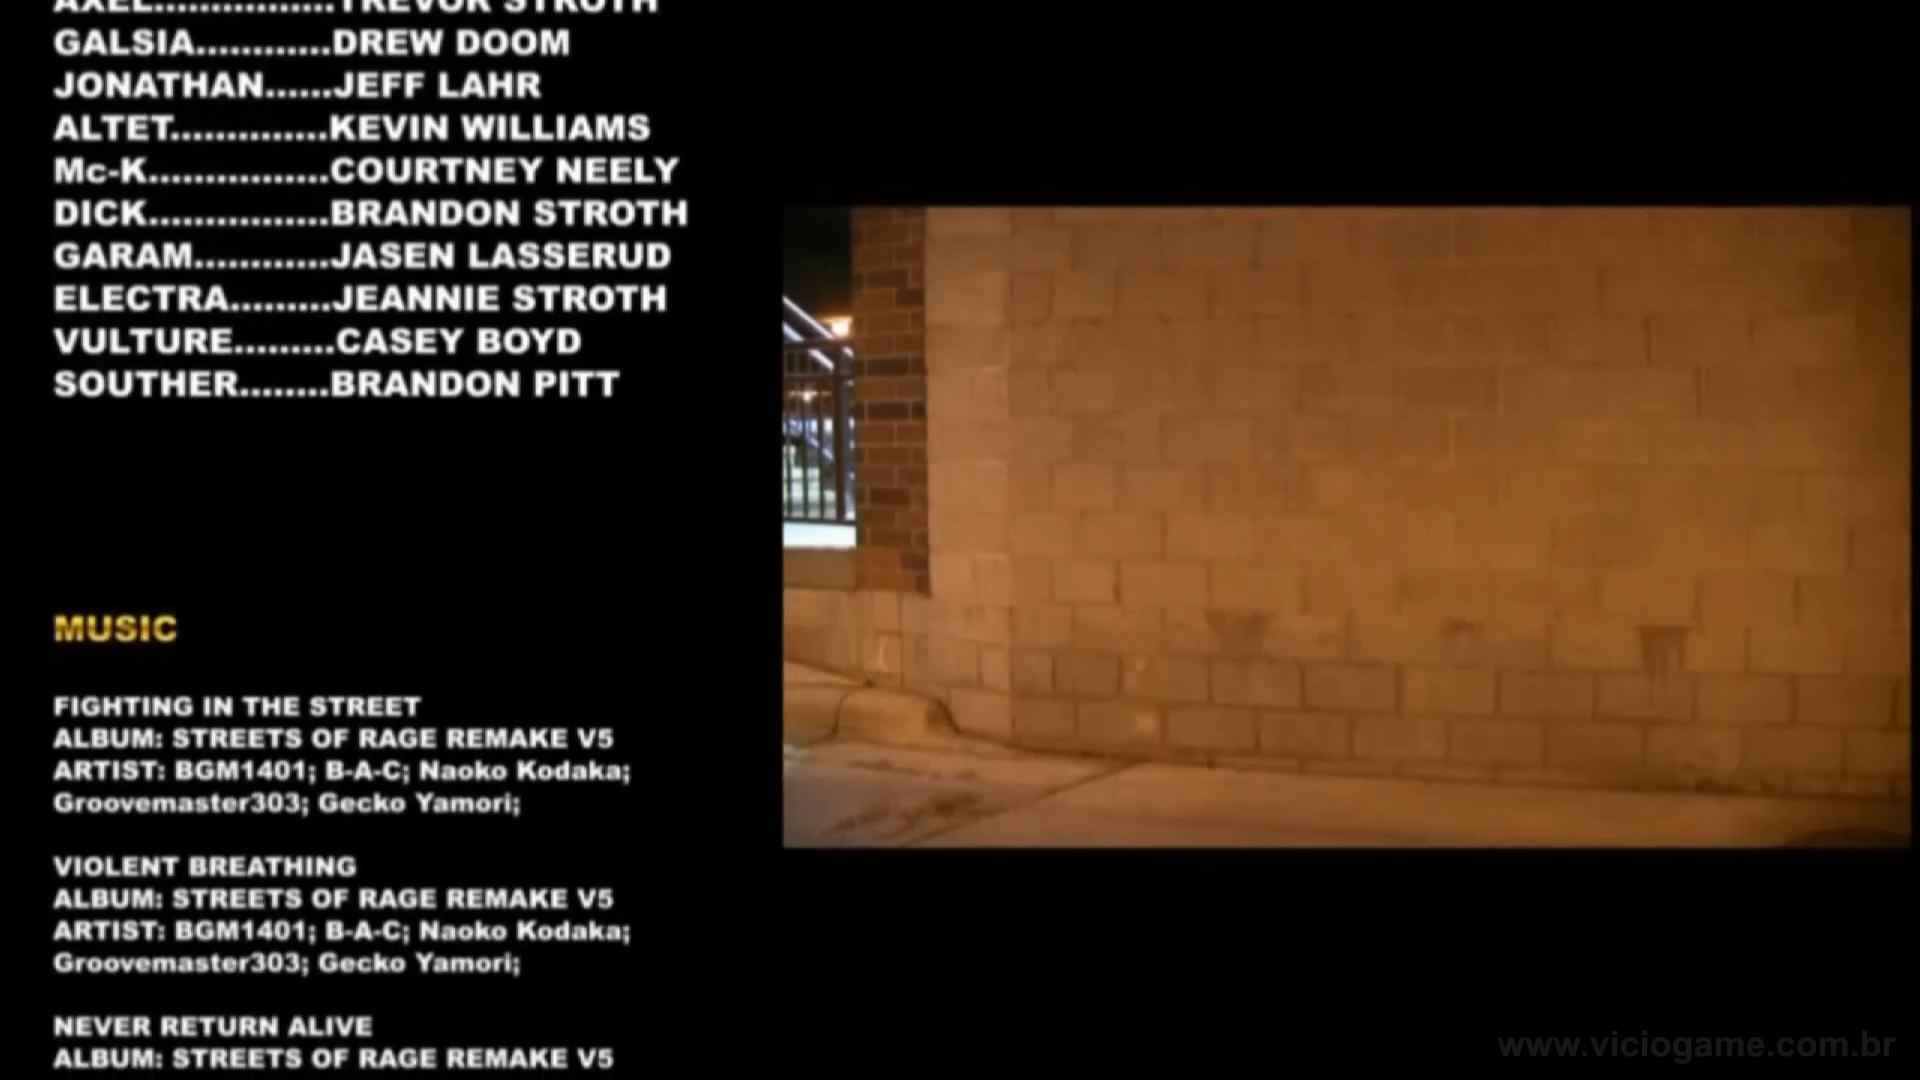 AXEL................TREVOR STROTH
GALSIA............DREW DOOM
JONATHAN......JEFF LAHR
ALTET..............KEVIN WILLIAMS
Mc-K................COURTNEY NEELY
DICK................BRANDON STROTH
GARAM............JASEN LASSERUD
ELECTRA.........JEANNIE STROTH
VULTURE.........CASEY BOYD
SOUTHER........BRANDON PITT
MUSIC
FIGHTING IN THE STREET
ALBUM: STREETS OF RAGE REMAKE V5
ARTIST: BGM1401; B-A-C; Naoko Kodaka;
Groovemaster303; Gecko Yamori;
VIOLENT BREATHING
ALBUM: STREETS OF RAGE REMAKE V5
ARTIST: BGM1401; B-A-C; Naoko Kodaka;
Groovemaster303; Gecko Yamori;
NEVER RETURN ALIVE
ALBUM: STREETS OF RAGE REMAKE V5
www.viciogame.com.br